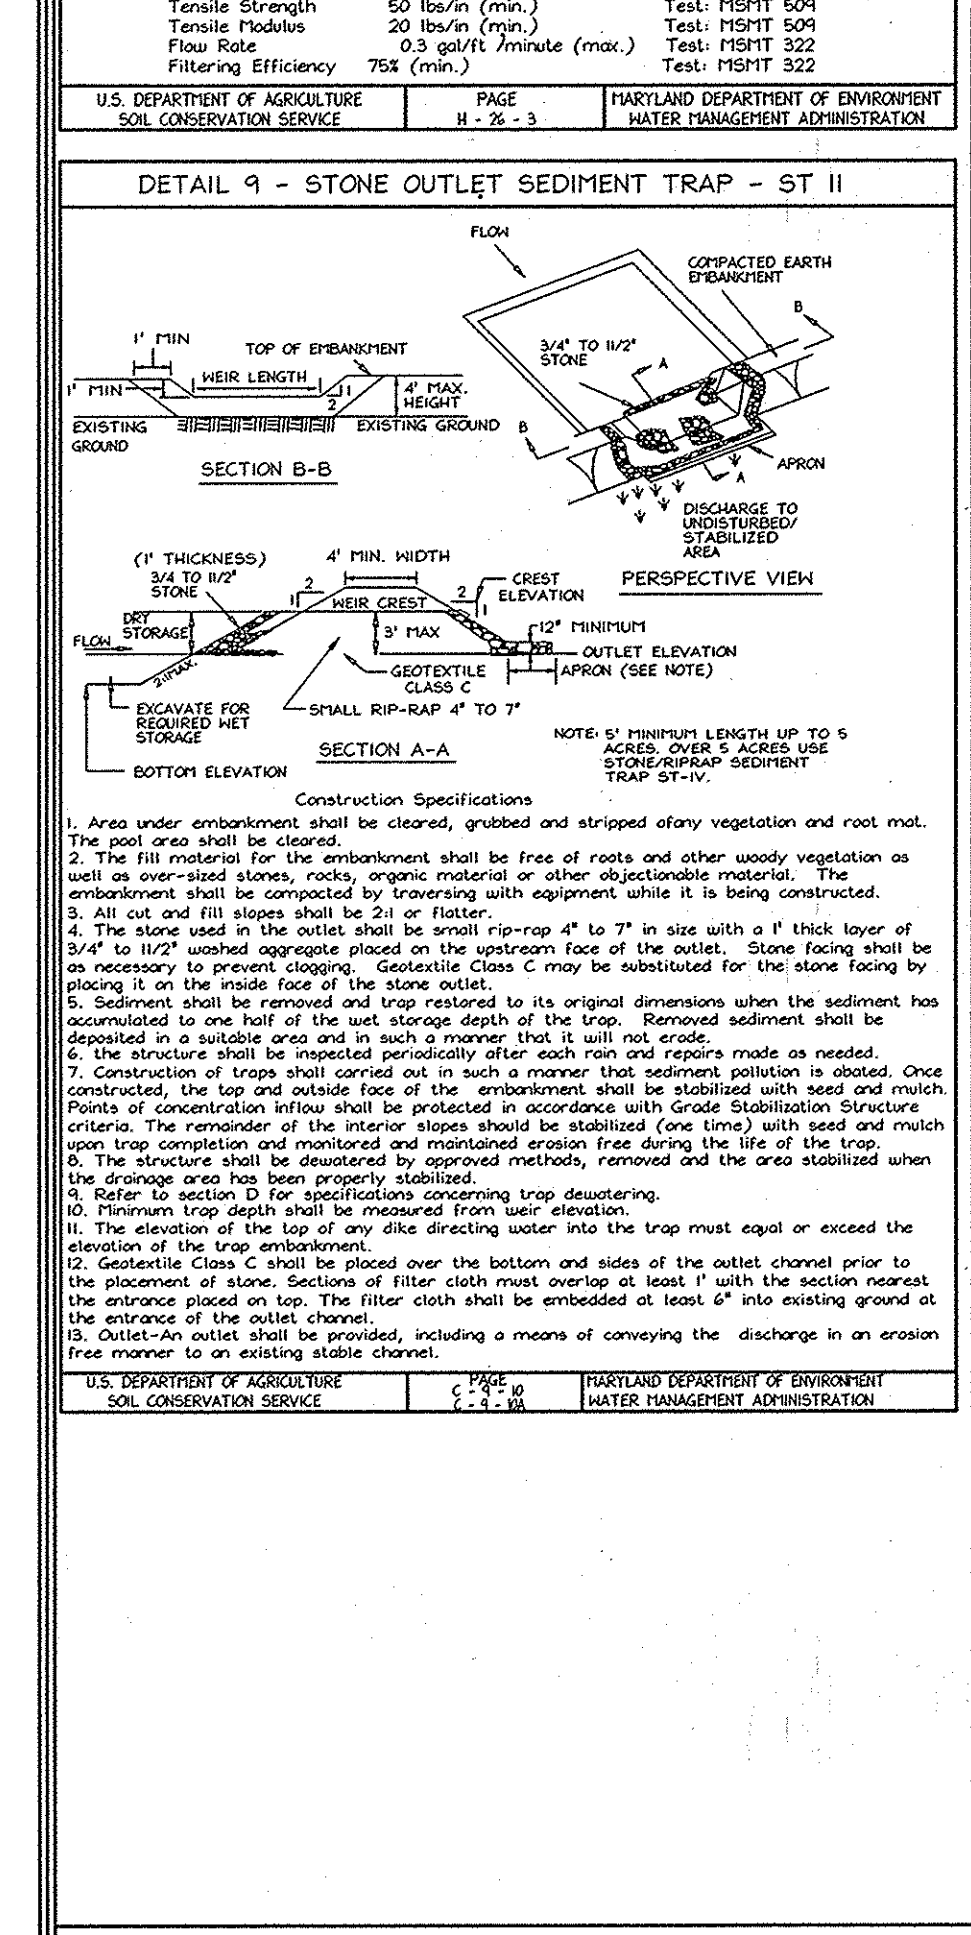 Tensile Strength 50 lbs/in (min.) Test: MSMT 509
Tensile Modulus 20 lbs/in (min.) Test: MSMT 509
Flow Rate 0.3 gal/ft /minute (max.) Test: MSMT 322
Filtering Efficiency 75% (min.) Test: MSMT 322
U.S. DEPARTMENT OF AGRICULTURE
SOIL CONSERVATION SERVICE
PAGE
H - 26 - 3
MARYLAND DEPARTMENT OF ENVIRONMENT
WATER MANAGEMENT ADMINISTRATION
DETAIL 9 - STONE OUTLET SEDIMENT TRAP - ST II
FLOW
COMPACTED EARTH
EMBANKMENT
B
1' MIN
TOP OF EMBANKMENT
3/4" TO 11/2"
STONE
A
1' MIN
WEIR LENGTH
1
2
4' MAX.
HEIGHT
EXISTING
GROUND
EXISTING GROUND
B
SECTION B-B
APRON
A
DISCHARGE TO
UNDISTURBED/
STABILIZED
AREA
PERSPECTIVE VIEW
(1' THICKNESS)
3/4 TO 11/2"
STONE
4' MIN. WIDTH
2
1
WEIR CREST
2
1
CREST
ELEVATION
DRY
STORAGE
FLOW
3' MAX
12" MINIMUM
OUTLET ELEVATION
2:1 MAX.
GEOTEXTILE
CLASS C
APRON (SEE NOTE)
EXCAVATE FOR
REQUIRED WET
STORAGE
SMALL RIP-RAP 4" TO 7"
SECTION A-A
BOTTOM ELEVATION
NOTE: 5' MINIMUM LENGTH UP TO 5
ACRES. OVER 5 ACRES USE
STONE/RIPRAP SEDIMENT
TRAP ST-IV.
Construction Specifications
1. Area under embankment shall be cleared, grubbed and stripped ofany vegetation and root mat.
The pool area shall be cleared.
2. The fill material for the embankment shall be free of roots and other woody vegetation as
well as over-sized stones, rocks, organic material or other objectionable material. The
embankment shall be compacted by traversing with equipment while it is being constructed.
3. All cut and fill slopes shall be 2:1 or flatter.
4. The stone used in the outlet shall be small rip-rap 4" to 7" in size with a 1' thick layer of
3/4" to 11/2" washed aggregate placed on the upstream face of the outlet. Stone facing shall be
as necessary to prevent clogging. Geotextile Class C may be substituted for the stone facing by
placing it on the inside face of the stone outlet.
5. Sediment shall be removed and trap restored to its original dimensions when the sediment has
accumulated to one half of the wet storage depth of the trap. Removed sediment shall be
deposited in a suitable area and in such a manner that it will not erode.
6. the structure shall be inspected periodically after each rain and repairs made as needed.
7. Construction of traps shall carried out in such a manner that sediment pollution is abated. Once
constructed, the top and outside face of the embankment shall be stabilized with seed and mulch.
Points of concentration inflow shall be protected in accordance with Grade Stabilization Structure
criteria. The remainder of the interior slopes should be stabilized (one time) with seed and mulch
upon trap completion and monitored and maintained erosion free during the life of the trap.
8. The structure shall be dewatered by approved methods, removed and the area stabilized when
the drainage area has been properly stabilized.
9. Refer to section D for specifications concerning trap dewatering.
10. Minimum trap depth shall be measured from weir elevation.
11. The elevation of the top of any dike directing water into the trap must equal or exceed the
elevation of the trap embankment.
12. Geotextile Class C shall be placed over the bottom and sides of the outlet channel prior to
the placement of stone. Sections of filter cloth must overlap at least 1' with the section nearest
the entrance placed on top. The filter cloth shall be embedded at least 6" into existing ground at
the entrance of the outlet channel.
13. Outlet-An outlet shall be provided, including a means of conveying the discharge in an erosion
free manner to an existing stable channel.
U.S. DEPARTMENT OF AGRICULTURE
SOIL CONSERVATION SERVICE
PAGE
C - 9 - 10
C - 9 - 10A
MARYLAND DEPARTMENT OF ENVIRONMENT
WATER MANAGEMENT ADMINISTRATION